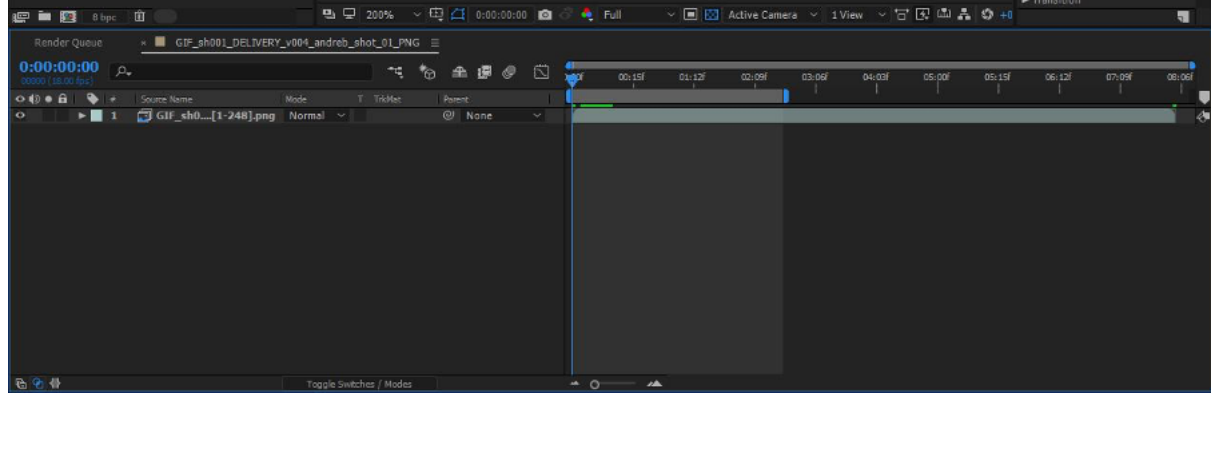 Transition
8 bpc 200% 0:00:00:00 Full Active Camera 1 View +0
Render Queue × GIF_sh001_DELIVERY_v004_andreb_shot_01_PNG
0:00:00:00
00000 (18.00 fps)
00f 00:15f 01:12f 02:09f 03:06f 04:03f 05:00f 05:15f 06:12f 07:09f 08:06f
# Source Name Mode T TrkMat Parent
1 GIF_sh0....[1-248].png Normal None
Toggle Switches / Modes